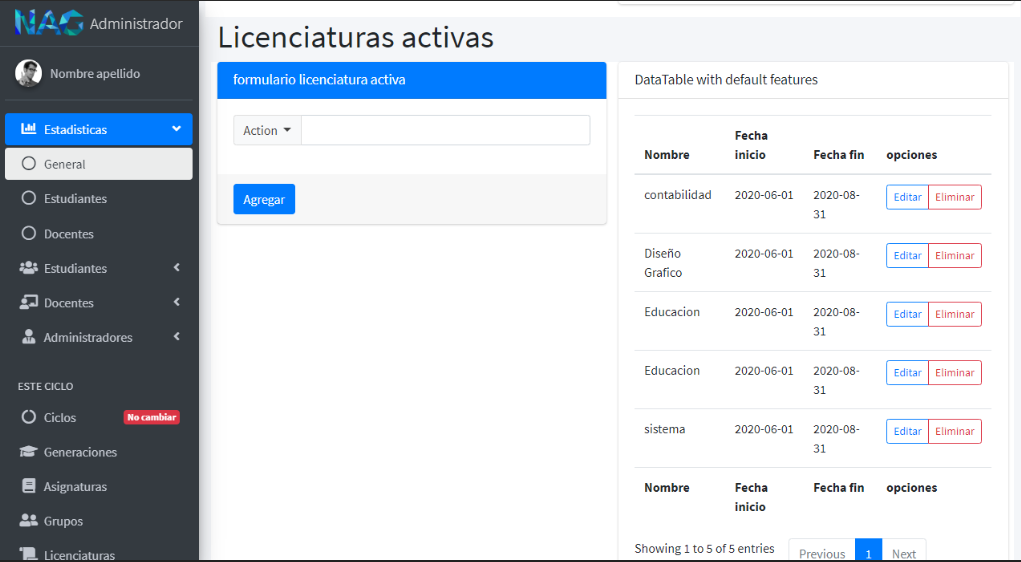 NAG Administrador
Nombre apellido
Estadisticas
General
Estudiantes
Docentes
Estudiantes
Docentes
Administradores
ESTE CICLO
Ciclos No cambiar
Generaciones
Asignaturas
Grupos
Licenciaturas
Licenciaturas activas
formulario licenciatura activa
Action
Agregar
DataTable with default features
Nombre Fecha inicio Fecha fin opciones
contabilidad 2020-06-01 2020-08-31 Editar Eliminar
Diseño Grafico 2020-06-01 2020-08-31 Editar Eliminar
Educacion 2020-06-01 2020-08-31 Editar Eliminar
Educacion 2020-06-01 2020-08-31 Editar Eliminar
sistema 2020-06-01 2020-08-31 Editar Eliminar
Nombre Fecha inicio Fecha fin opciones
Showing 1 to 5 of 5 entries Previous 1 Next